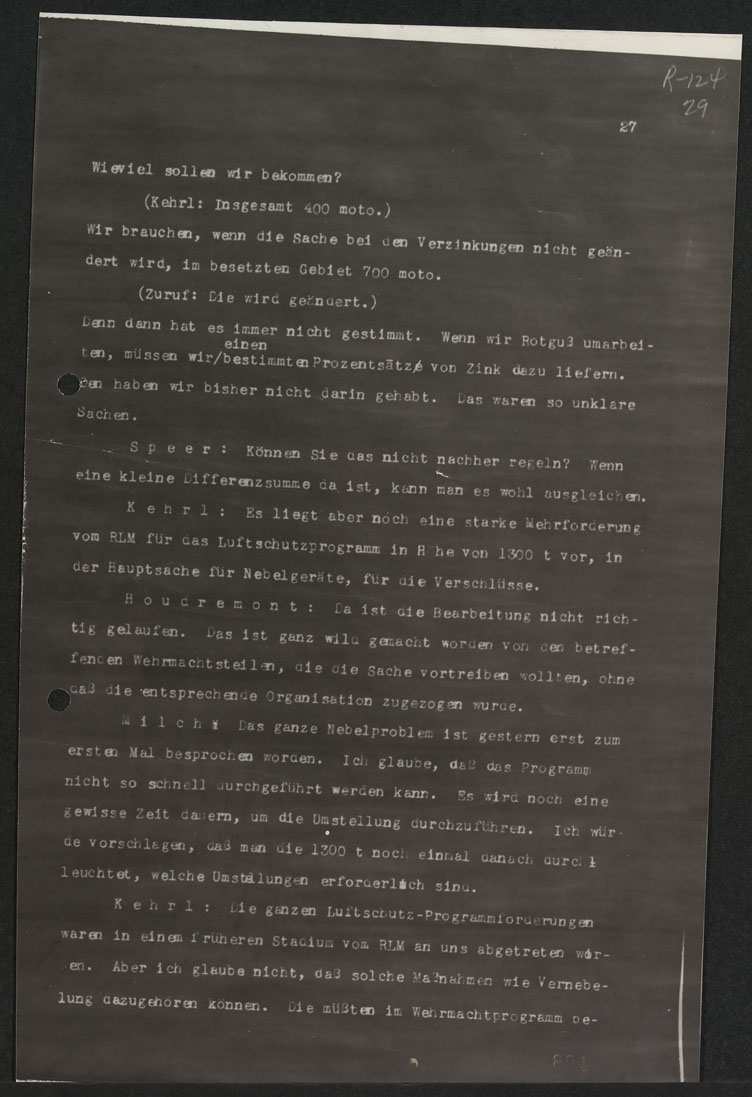 R-124
29
27
Wieviel sollen wir bekommen?
(Kehrl: Insgesamt 400 moto.)
Wir brauchen, wenn die Sache bei den Verzinkungen nicht geän-
dert wird, im besetzten Gebiet 700 moto.
(Zuruf: Die wird geändert.)
Denn dann hat es immer nicht gestimmt. Wenn wir Rotguß umarbei-
einen
ten, müssen wir/bestimmten Prozentsatz von Zink dazu liefern.
Den haben wir bisher nicht darin gehabt. Das waren so unklare
Sachen.
S p e e r : Können Sie das nicht nachher regeln? Wenn
eine kleine Differenzsumme da ist, kann man es wohl ausgleichen.
K e h r l : Es liegt aber noch eine starke Mehrforderung
vom RLM für das Luftschutzprogramm in Höhe von 1300 t vor, in
der Hauptsache für Nebelgeräte, für die Verschlüsse.
H o u d r e m o n t : Da ist die Bearbeitung nicht rich-
tig gelaufen. Das ist ganz wild gemacht worden von den betref-
fenden Wehrmachtsteilen, die die Sache vortreiben wollten, ohne
daß die entsprechende Organisation zugezogen wurde.
M i l c h : Das ganze Nebelproblem ist gestern erst zum
ersten Mal besprochen worden. Ich glaube, daß das Programm
nicht so schnell durchgeführt werden kann. Es wird noch eine
gewisse Zeit dauern, um die Umstellung durchzuführen. Ich wür-
de vorschlagen, daß man die 1300 t noch einmal danach durch
leuchtet, welche Umstellungen erforderlich sind.
K e h r l : Die ganzen Luftschutz-Programmforderungen
waren in einem früheren Stadium vom RLM an uns abgetreten wor-
den. Aber ich glaube nicht, daß solche Maßnahmen wie Vernebe-
lung dazugehören können. Die müßten im Wehrmachtprogramm be-